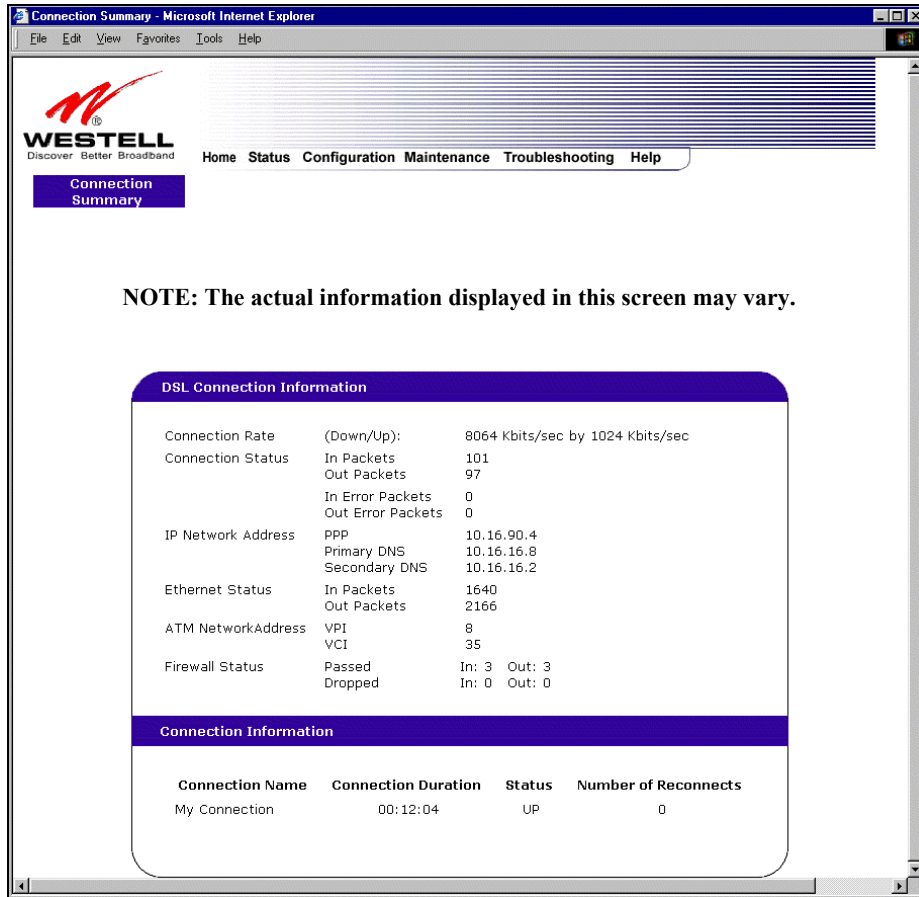 Connection Summary - Microsoft Internet Explorer
File Edit View Favorites Tools Help
WESTELL
®
Discover Better Broadband
Home Status Configuration Maintenance Troubleshooting Help
Connection
Summary
NOTE: The actual information displayed in this screen may vary.
DSL Connection Information
Connection Rate (Down/Up): 8064 Kbits/sec by 1024 Kbits/sec
Connection Status In Packets 101
Out Packets 97
In Error Packets 0
Out Error Packets 0
IP Network Address PPP 10.16.90.4
Primary DNS 10.16.16.8
Secondary DNS 10.16.16.2
Ethernet Status In Packets 1640
Out Packets 2166
ATM NetworkAddress VPI 8
VCI 35
Firewall Status Passed In: 3 Out: 3
Dropped In: 0 Out: 0
Connection Information
Connection Name Connection Duration Status Number of Reconnects
My Connection 00:12:04 UP 0